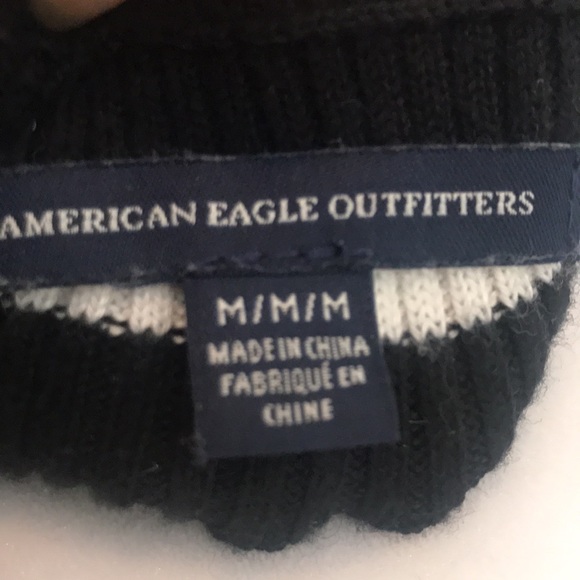 AMERICAN EAGLE OUTFITTERS
M/M/M
MADE IN CHINA
FABRIQUÉ EN
CHINE